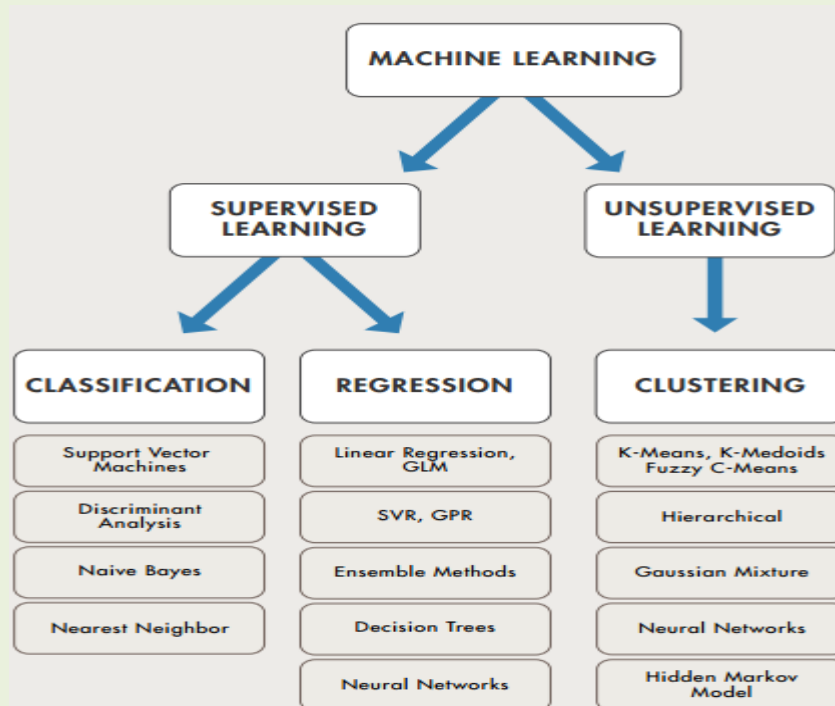 MACHINE LEARNING
SUPERVISED
LEARNING
UNSUPERVISED
LEARNING
CLASSIFICATION
Support Vector
Machines
Discriminant
Analysis
Naive Bayes
Nearest Neighbor
REGRESSION
Linear Regression,
GLM
SVR, GPR
Ensemble Methods
Decision Trees
Neural Networks
CLUSTERING
K-Means, K-Medoids
Fuzzy C-Means
Hierarchical
Gaussian Mixture
Neural Networks
Hidden Markov
Model